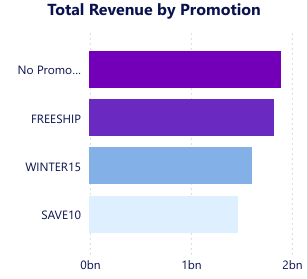 Total Revenue by Promotion
No Promo...
FREESHIP
WINTER15
SAVE10
0bn 1bn 2bn